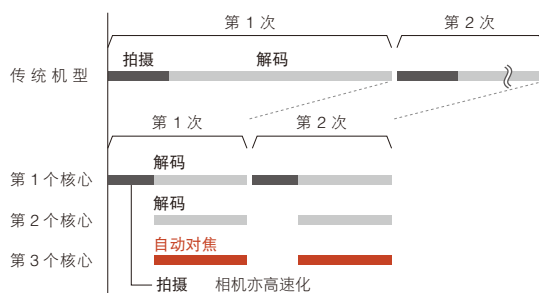 第1次 第2次
拍摄 解码
传统机型
第1次 第2次
解码
第1个核心
解码
第2个核心
自动对焦
第3个核心
拍摄 相机亦高速化